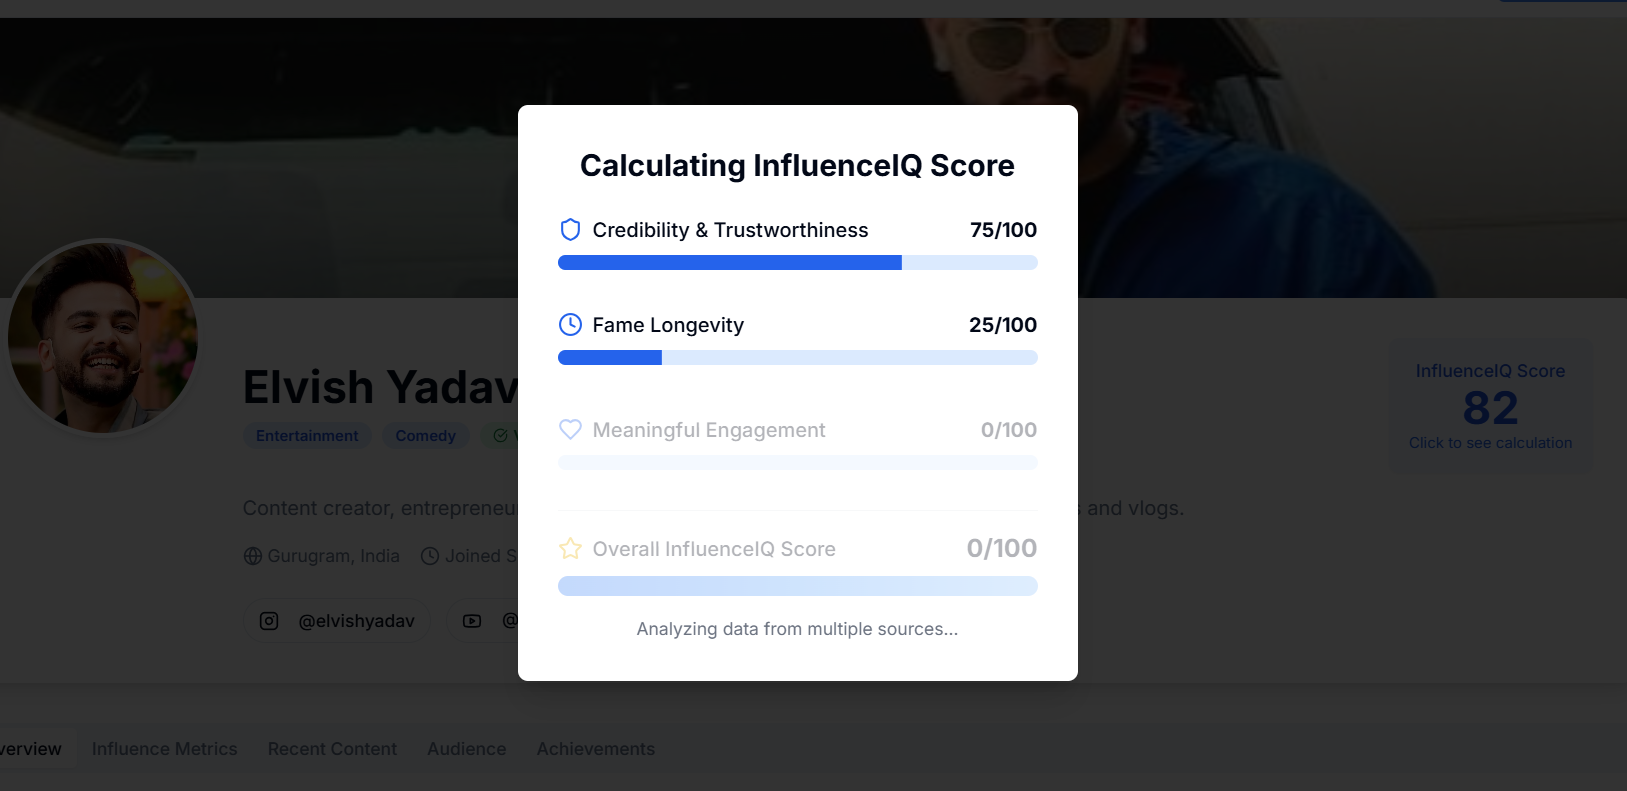 Calculating InfluenceIQ Score
Credibility & Trustworthiness 75/100
Fame Longevity 25/100
Meaningful Engagement 0/100
Overall InfluenceIQ Score 0/100
Analyzing data from multiple sources...
Elvish Yadav
Entertainment Comedy
Content creator, entrepreneu
and vlogs.
Gurugram, India Joined S
@elvishyadav @
InfluenceIQ Score
82
Click to see calculation
verview Influence Metrics Recent Content Audience Achievements